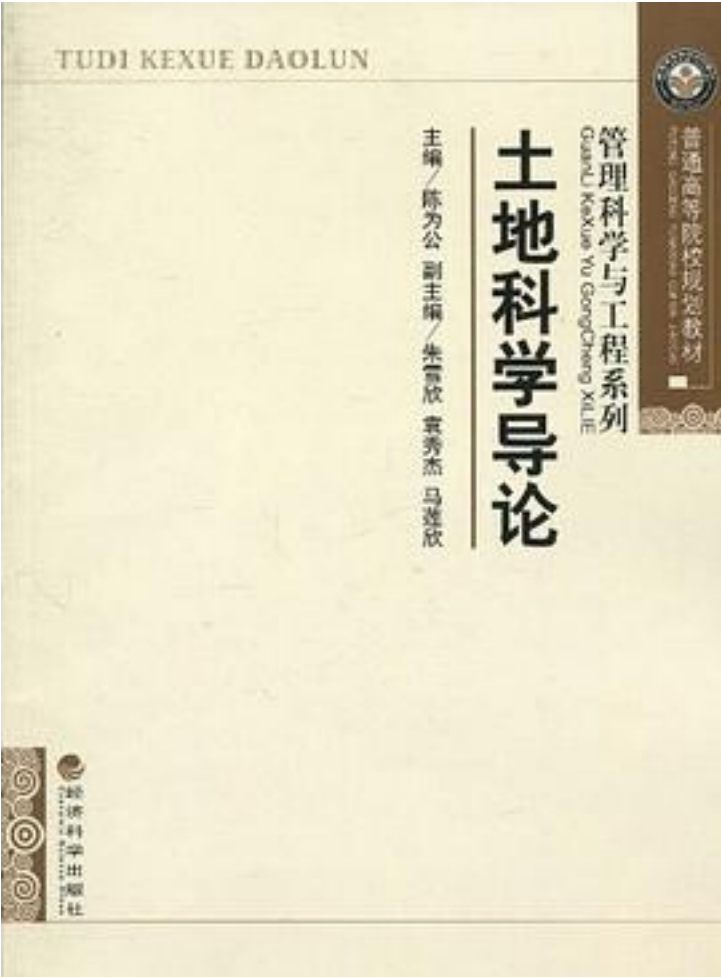 TUDI KEXUE DAOLUN
普通高等院校规划教材
管理科学与工程系列
GuanLi KeXue Yu GongCheng XiLIE
土地科学导论
主编/陈为公 副主编/朱雪欣 袁秀杰 马莲欣
经济科学出版社